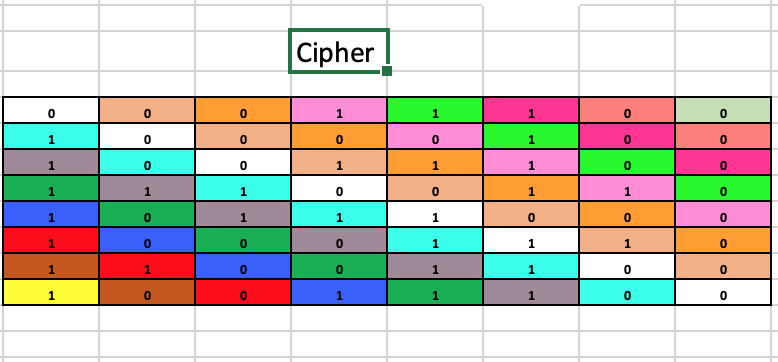 Cipher
0 0 0 1 1 1 0 0
1 0 0 0 0 1 0 0
1 0 0 1 1 1 0 0
1 1 1 0 0 1 1 0
1 0 1 1 1 0 0 0
1 0 0 0 1 1 1 0
1 1 0 0 1 1 0 0
1 0 0 1 1 1 0 0